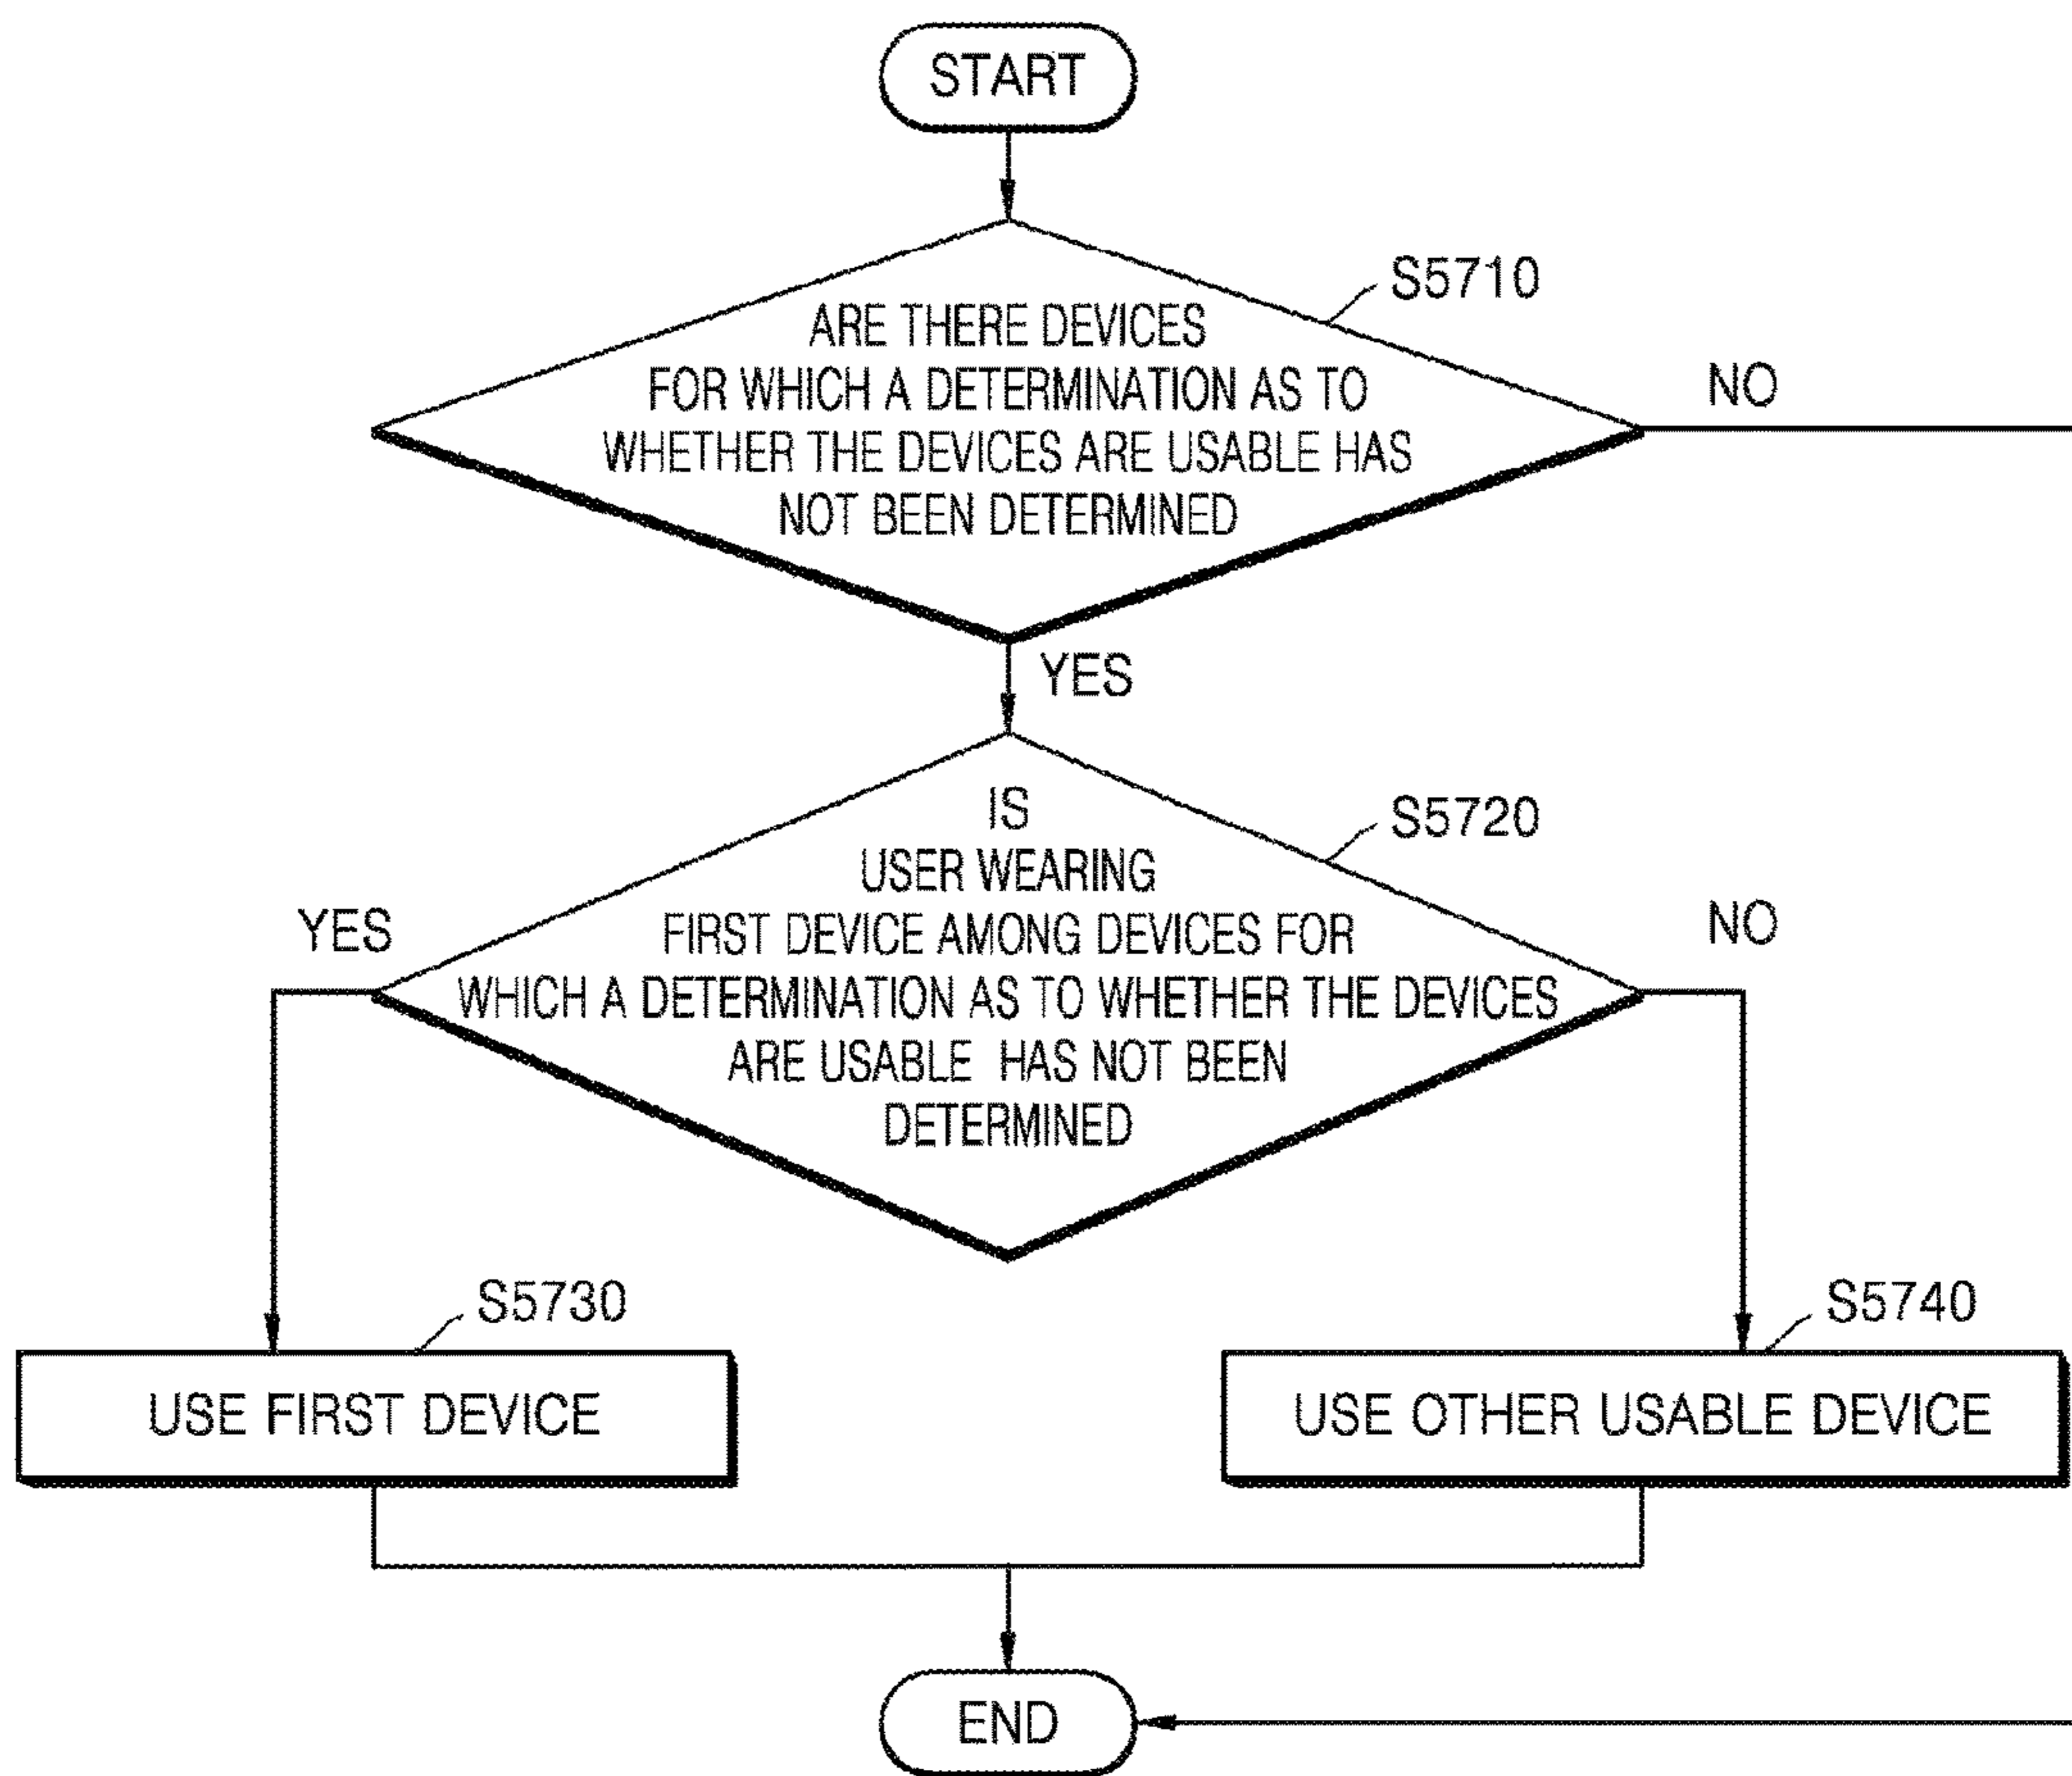 START
S5710
ARE THERE DEVICES
FOR WHICH A DETERMINATION AS TO
WHETHER THE DEVICES ARE USABLE HAS
NOT BEEN DETERMINED
NO
YES
S5720
IS
USER WEARING
FIRST DEVICE AMONG DEVICES FOR
WHICH A DETERMINATION AS TO WHETHER THE DEVICES
ARE USABLE HAS NOT BEEN
DETERMINED
YES
NO
S5730
USE FIRST DEVICE
S5740
USE OTHER USABLE DEVICE
END